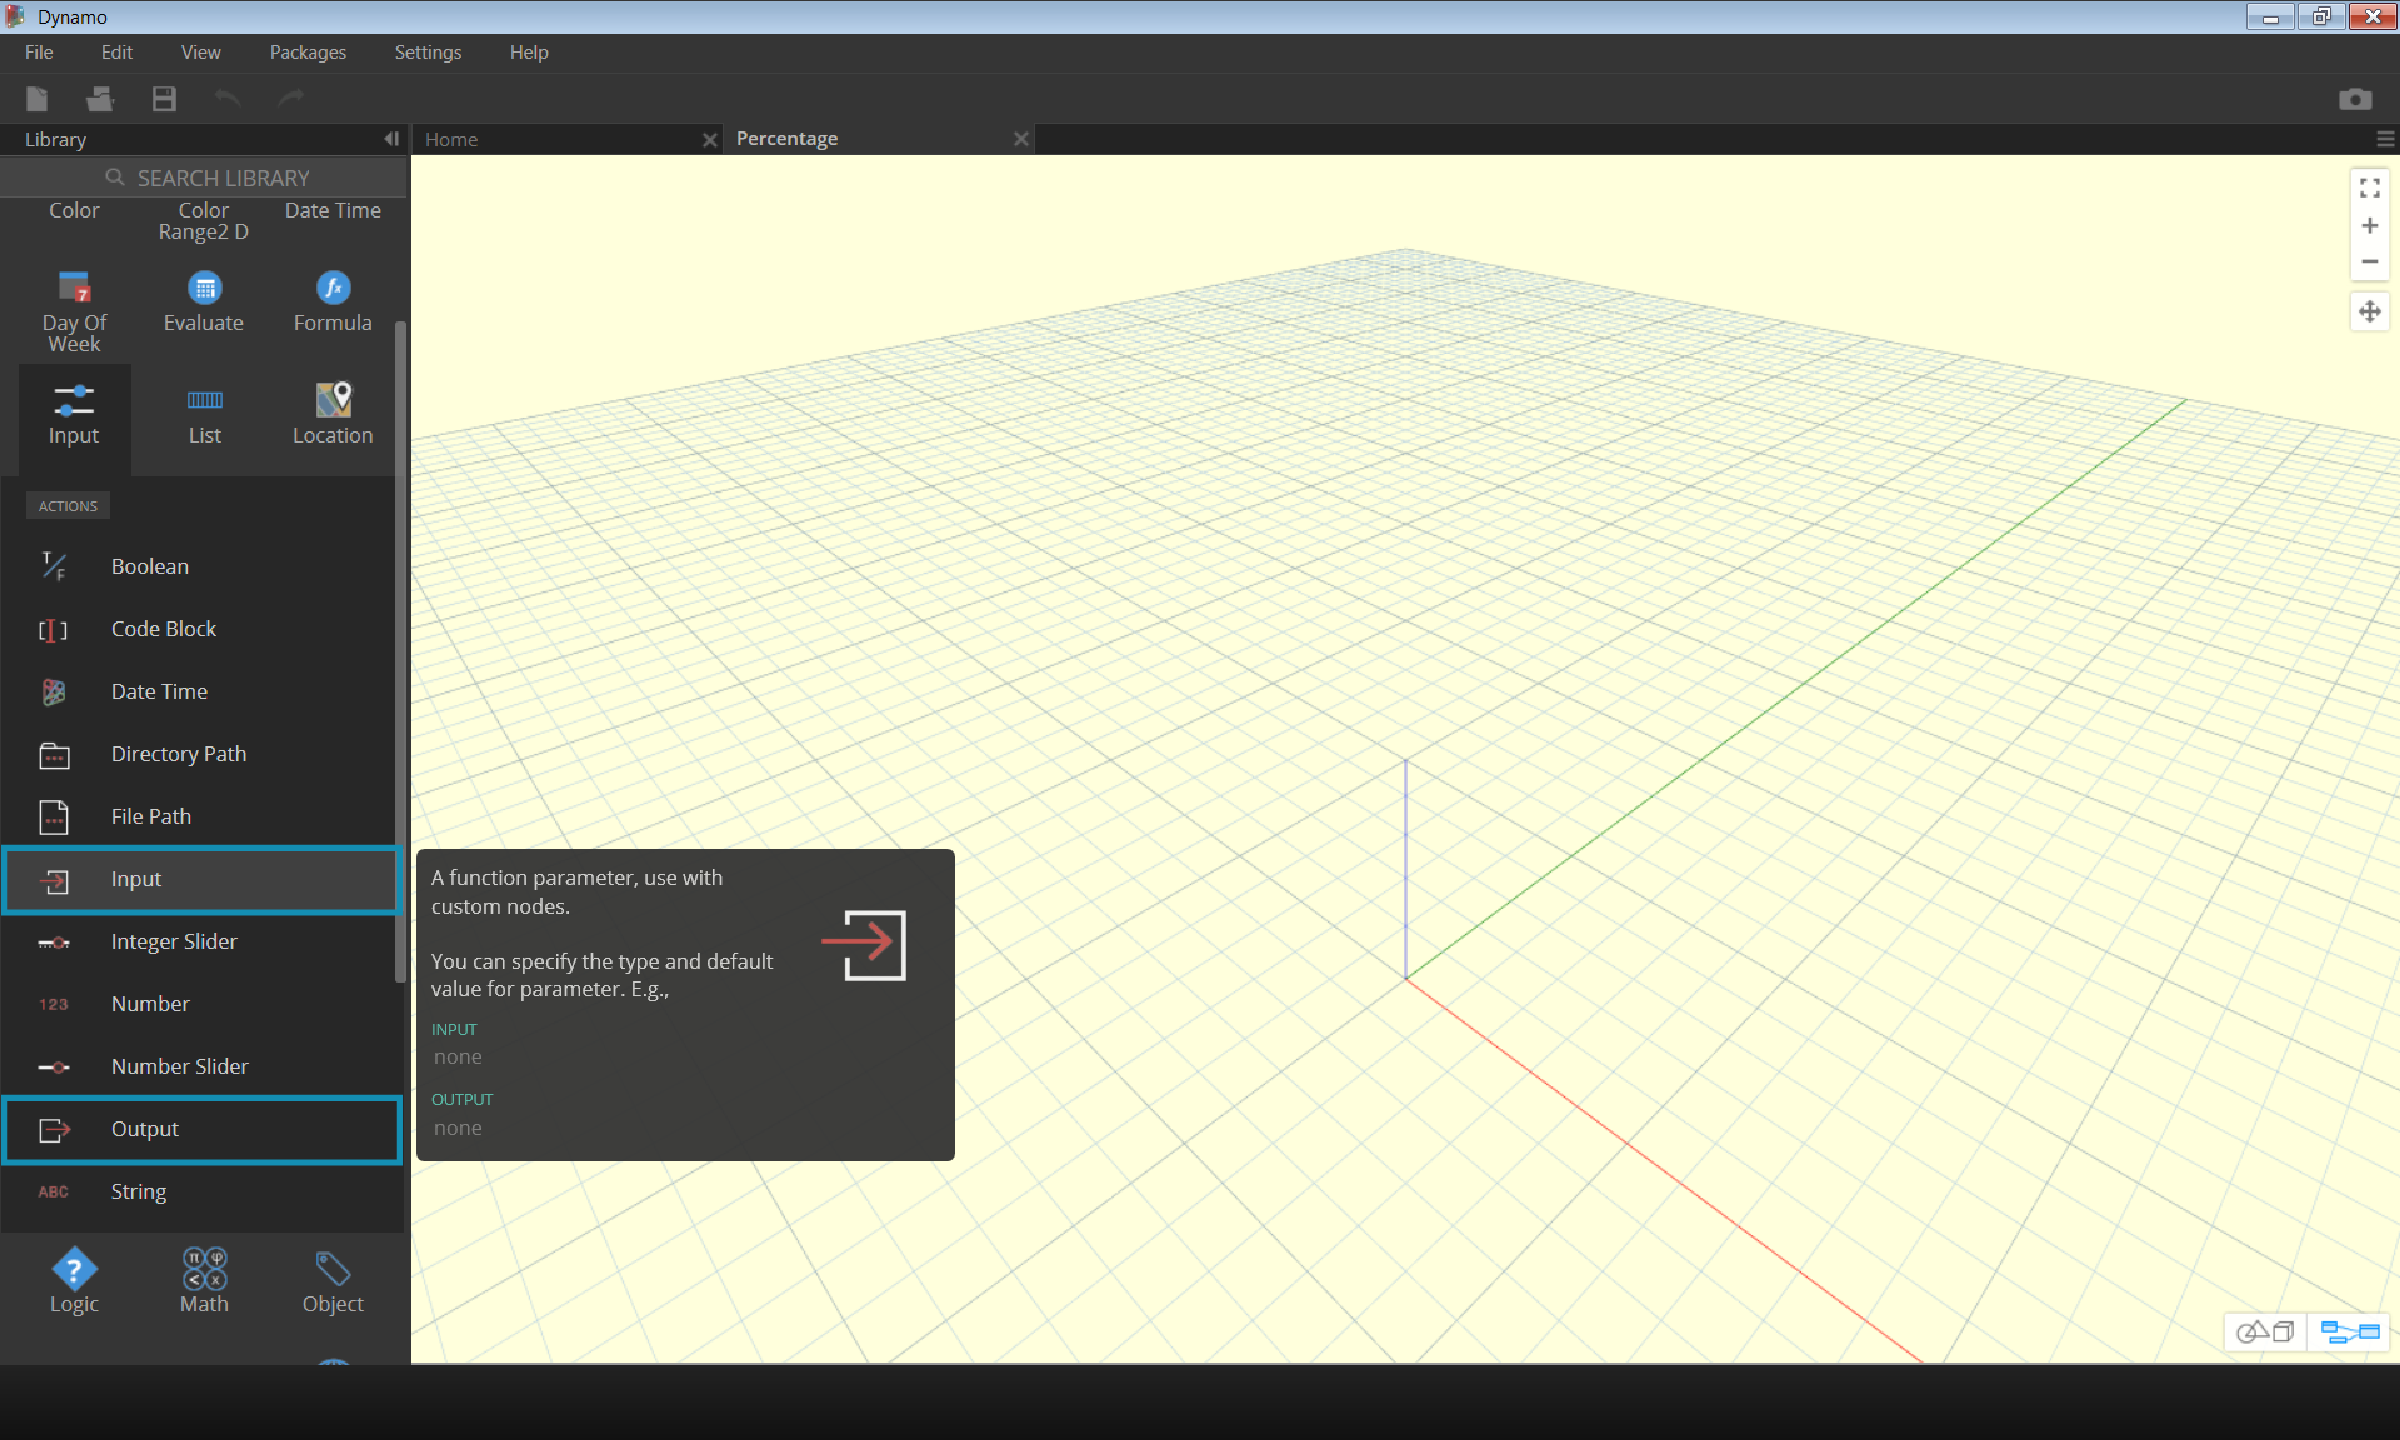 Dynamo
File Edit View Packages Settings Help
Library
Home
Percentage
SEARCH LIBRARY
Color
Color
Range2 D
Date Time
7
Day Of
Week
Evaluate
fx
Formula
Input
List
Location
ACTIONS
T/F
Boolean
Code Block
Date Time
Directory Path
File Path
Input
Integer Slider
123
Number
Number Slider
Output
ABC
String
A function parameter, use with
custom nodes.
You can specify the type and default
value for parameter. E.g.,
INPUT
none
OUTPUT
none
?
Logic
π φ
< x
Math
Object